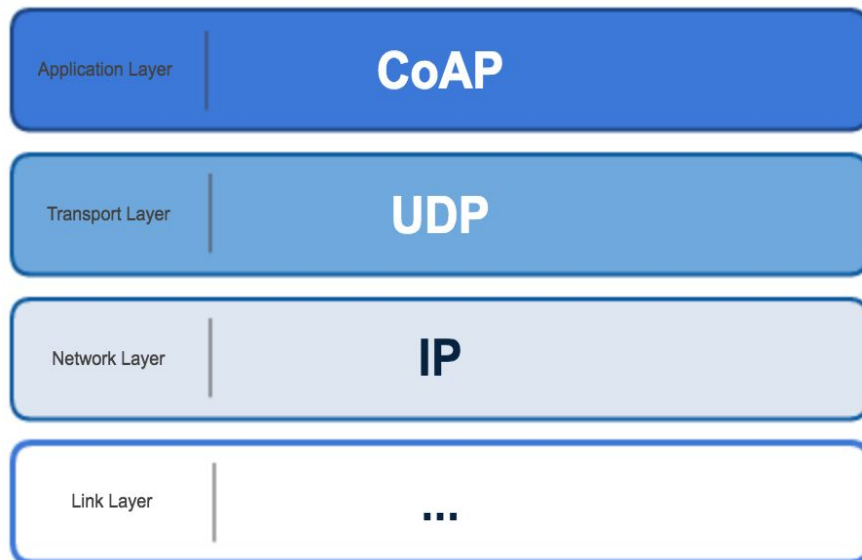 Application Layer
CoAP
Transport Layer
UDP
Network Layer
IP
Link Layer
...